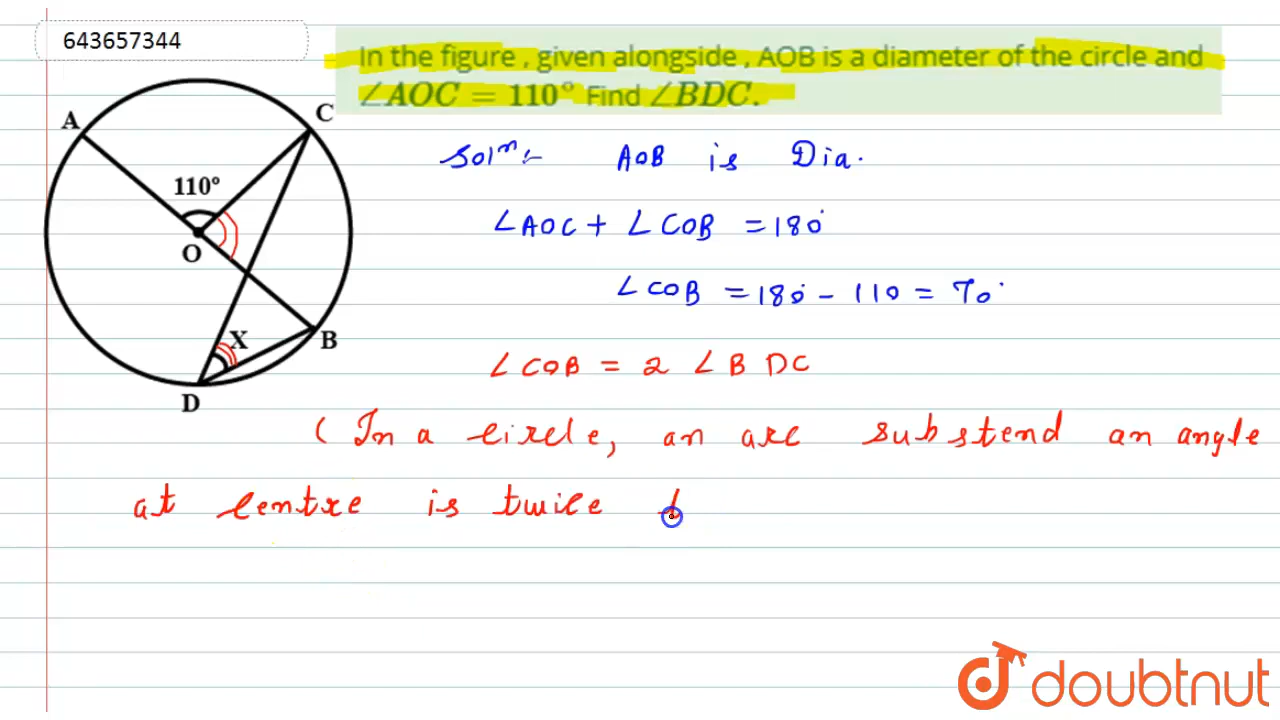 643657344
In the figure , given alongside , AOB is a diameter of the circle and
∠AOC = 110° Find ∠BDC.
A
C
110°
O
X
B
D
Solⁿ:- AOB is Dia.
∠AOC + ∠COB = 180°
∠COB = 180° - 110 = 70°
∠COB = 2 ∠BDC
( In a circle, an arc substend an angle
at centre is twice t
doubtnut